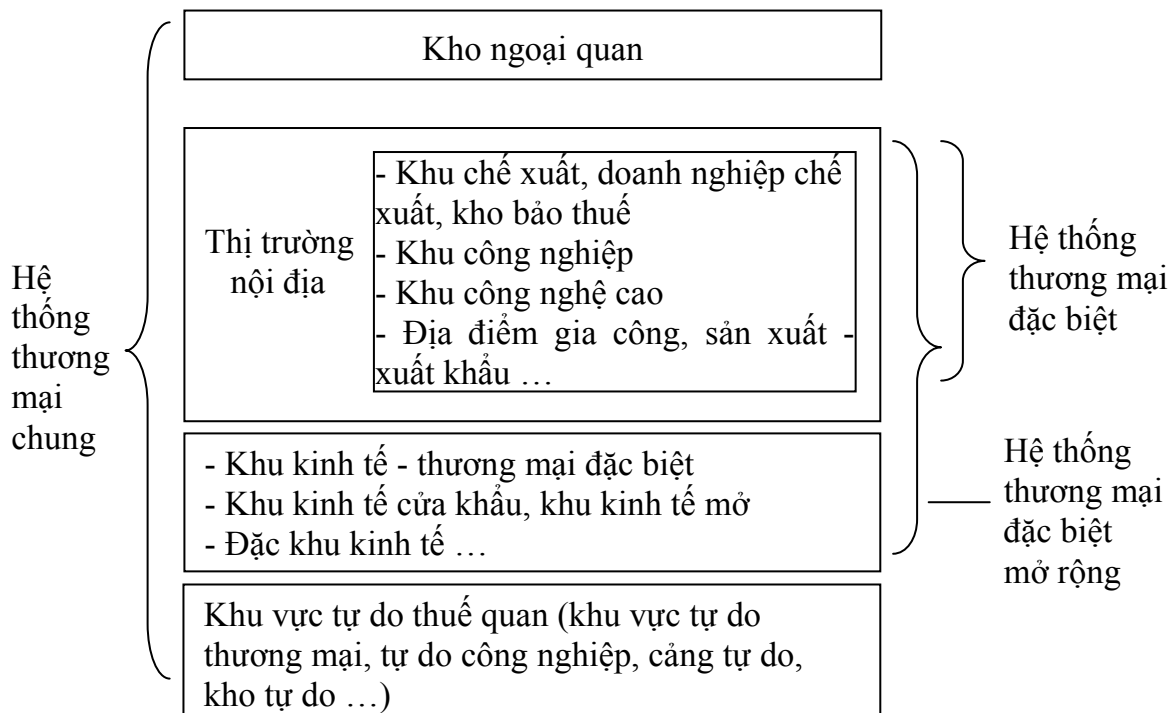 Kho ngoại quan
Hệ
thống
thương
mại
chung
Thị trường
nội địa
- Khu chế xuất, doanh nghiệp chế
xuất, kho bảo thuế
- Khu công nghiệp
- Khu công nghệ cao
- Địa điểm gia công, sản xuất -
xuất khẩu …
Hệ thống
thương mại
đặc biệt
- Khu kinh tế - thương mại đặc biệt
- Khu kinh tế cửa khẩu, khu kinh tế mở
- Đặc khu kinh tế …
Hệ thống
thương mại
đặc biệt
mở rộng
Khu vực tự do thuế quan (khu vực tự do
thương mại, tự do công nghiệp, cảng tự do,
kho tự do …)